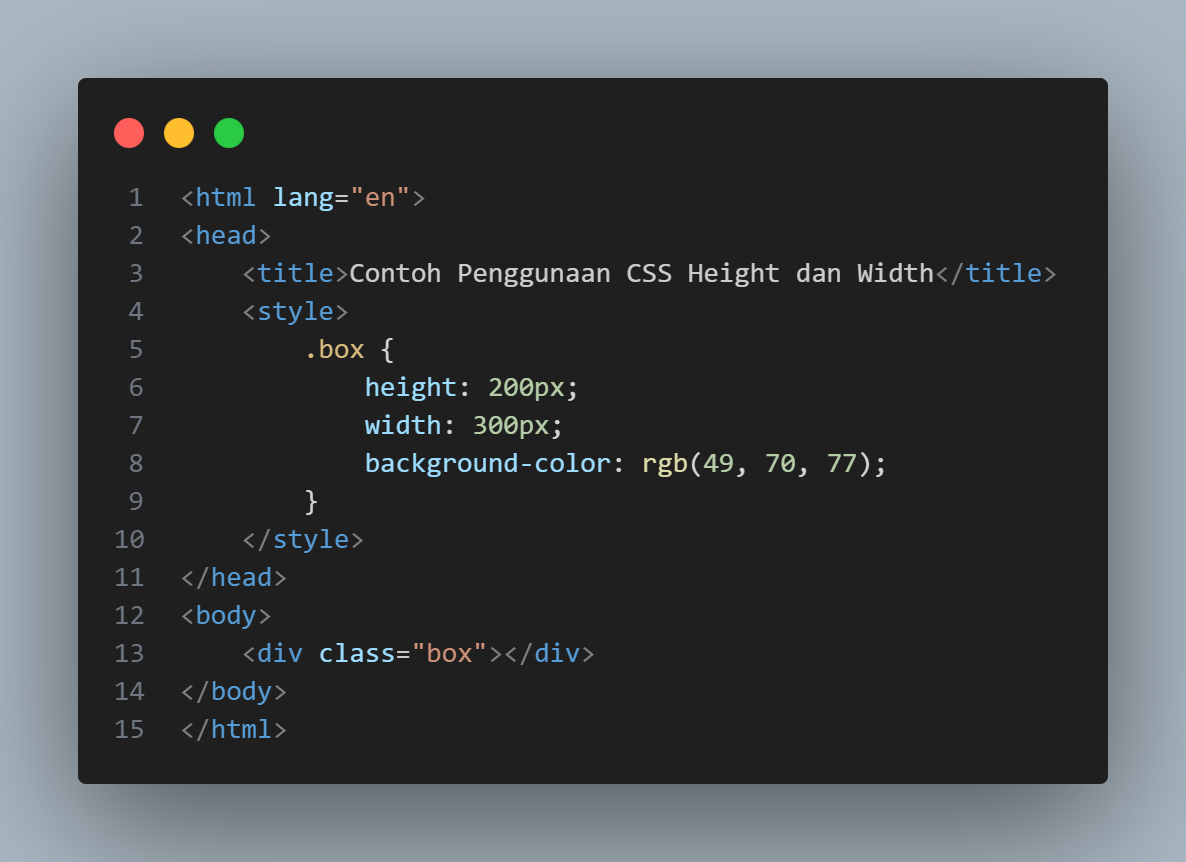 1 <html lang="en">
2 <head>
3     <title>Contoh Penggunaan CSS Height dan Width</title>
4     <style>
5         .box {
6             height: 200px;
7             width: 300px;
8             background-color: rgb(49, 70, 77);
9         }
10     </style>
11 </head>
12 <body>
13     <div class="box"></div>
14 </body>
15 </html>